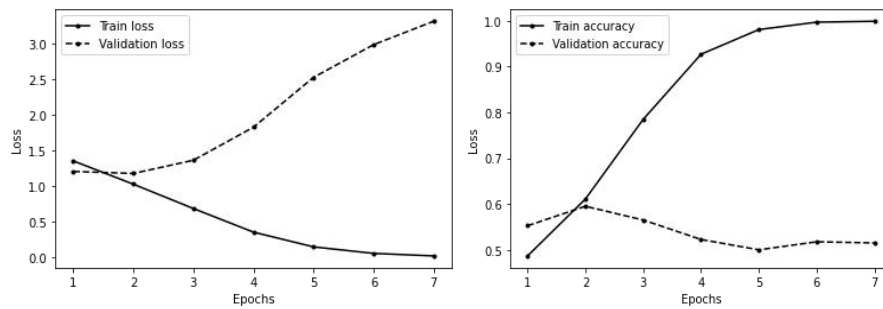 Train loss
Validation loss
3.0
2.5
2.0
1.5
1.0
0.5
0.0
Loss
1 2 3 4 5 6 7
Epochs
Train accuracy
Validation accuracy
1.0
0.9
0.8
0.7
0.6
0.5
Loss
1 2 3 4 5 6 7
Epochs